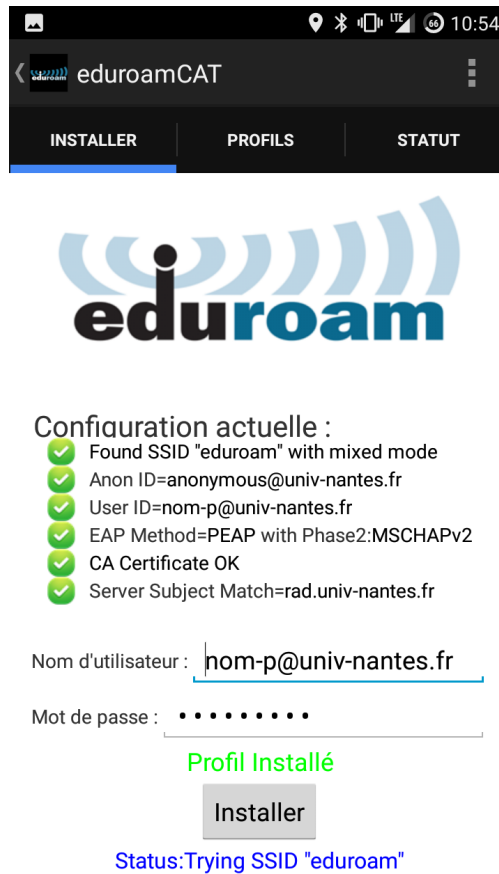 LTE 66 10:54
eduroam eduroamCAT
INSTALLER PROFILS STATUT
eduroam
Configuration actuelle :
Found SSID "eduroam" with mixed mode
Anon ID=anonymous@univ-nantes.fr
User ID=nom-p@univ-nantes.fr
EAP Method=PEAP with Phase2:MSCHAPv2
CA Certificate OK
Server Subject Match=rad.univ-nantes.fr
Nom d'utilisateur : nom-p@univ-nantes.fr
Mot de passe : •••••••••
Profil Installé
Installer
Status:Trying SSID "eduroam"